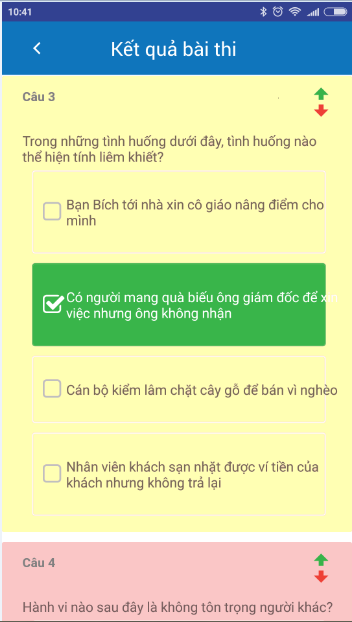 10:41
Kết quả bài thi
Câu 3
Trong những tình huống dưới đây, tình huống nào
thể hiện tính liêm khiết?
Bạn Bích tới nhà xin cô giáo nâng điểm cho
mình
Có người mang quà biếu ông giám đốc để xin
việc nhưng ông không nhận
Cán bộ kiểm lâm chặt cây gỗ để bán vì nghèo
Nhân viên khách sạn nhặt được ví tiền của
khách nhưng không trả lại
Câu 4
Hành vi nào sau đây là không tôn trọng người khác?